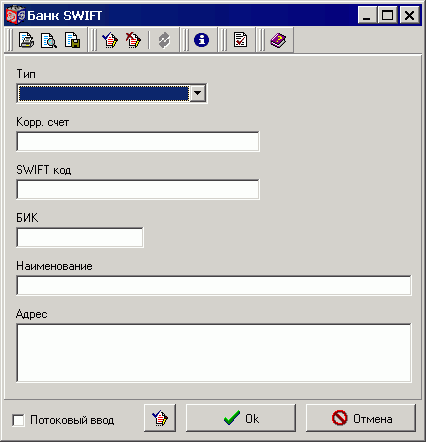 Банк SWIFT
Тип
Корр. счет
SWIFT код
БИК
Наименование
Адрес
Потоковый ввод
Ok
Отмена